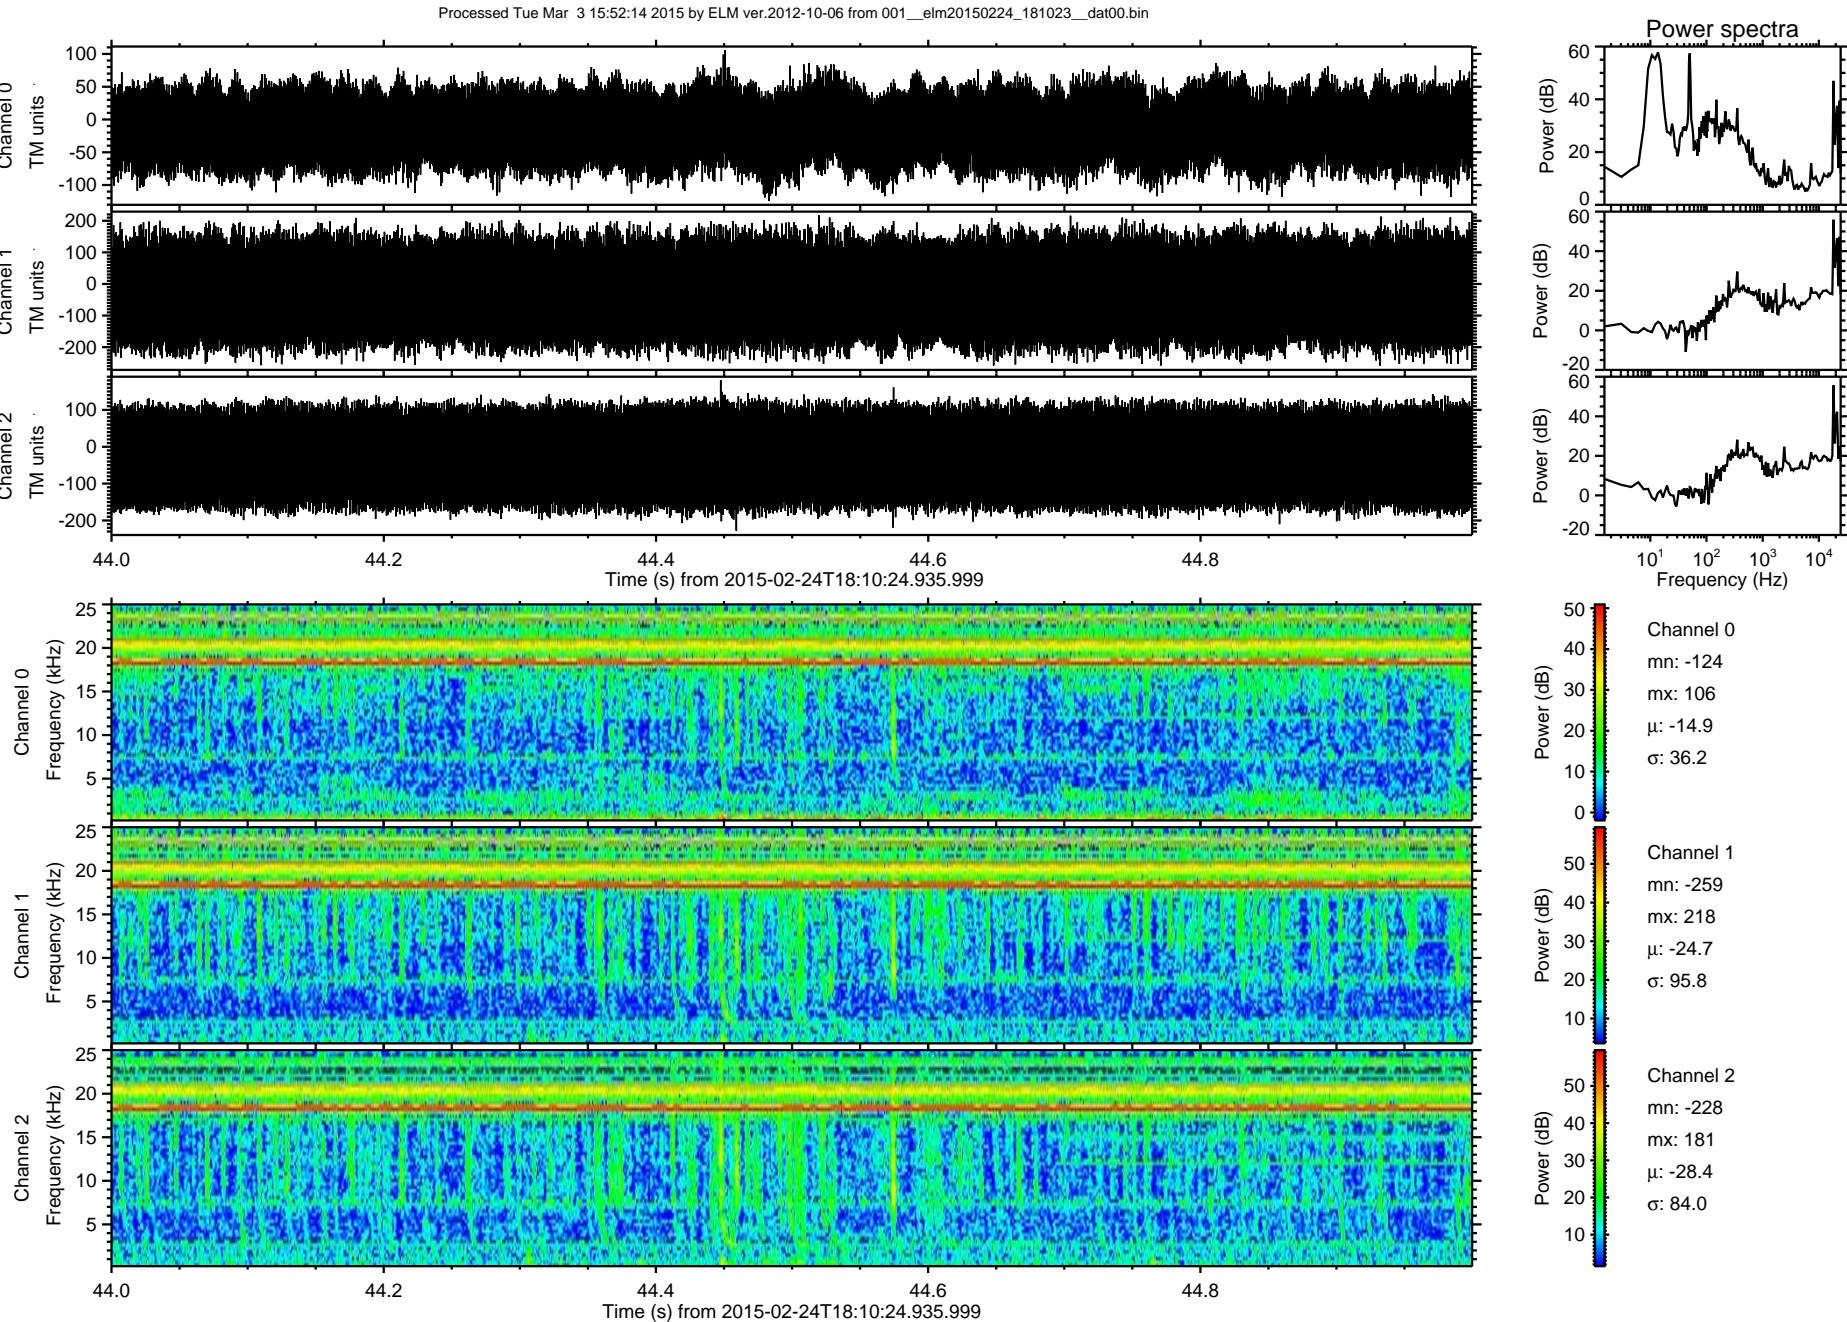 Processed Tue Mar  3 15:52:14 2015 by ELM ver.2012-10-06 from 001__elm20150224_181023__dat00.bin
Power spectra
Channel 0
TM units
100
50
0
-50
-100
Power (dB)
60
40
20
0
Channel 1
TM units
200
100
0
-100
-200
Power (dB)
60
40
20
0
-20
Channel 2
TM units
100
0
-100
-200
Power (dB)
60
40
20
0
-20
44.0 44.2 44.4 44.6 44.8
Time (s) from 2015-02-24T18:10:24.935.999
10¹ 10² 10³ 10⁴
Frequency (Hz)
Channel 0
Frequency (kHz)
25
20
15
10
5
Power (dB)
50
40
30
20
10
0
Channel 0
mn: -124
mx: 106
μ: -14.9
σ: 36.2
Channel 1
Frequency (kHz)
25
20
15
10
5
Power (dB)
50
40
30
20
10
Channel 1
mn: -259
mx: 218
μ: -24.7
σ: 95.8
Channel 2
Frequency (kHz)
25
20
15
10
5
Power (dB)
50
40
30
20
10
Channel 2
mn: -228
mx: 181
μ: -28.4
σ: 84.0
44.0 44.2 44.4 44.6 44.8
Time (s) from 2015-02-24T18:10:24.935.999